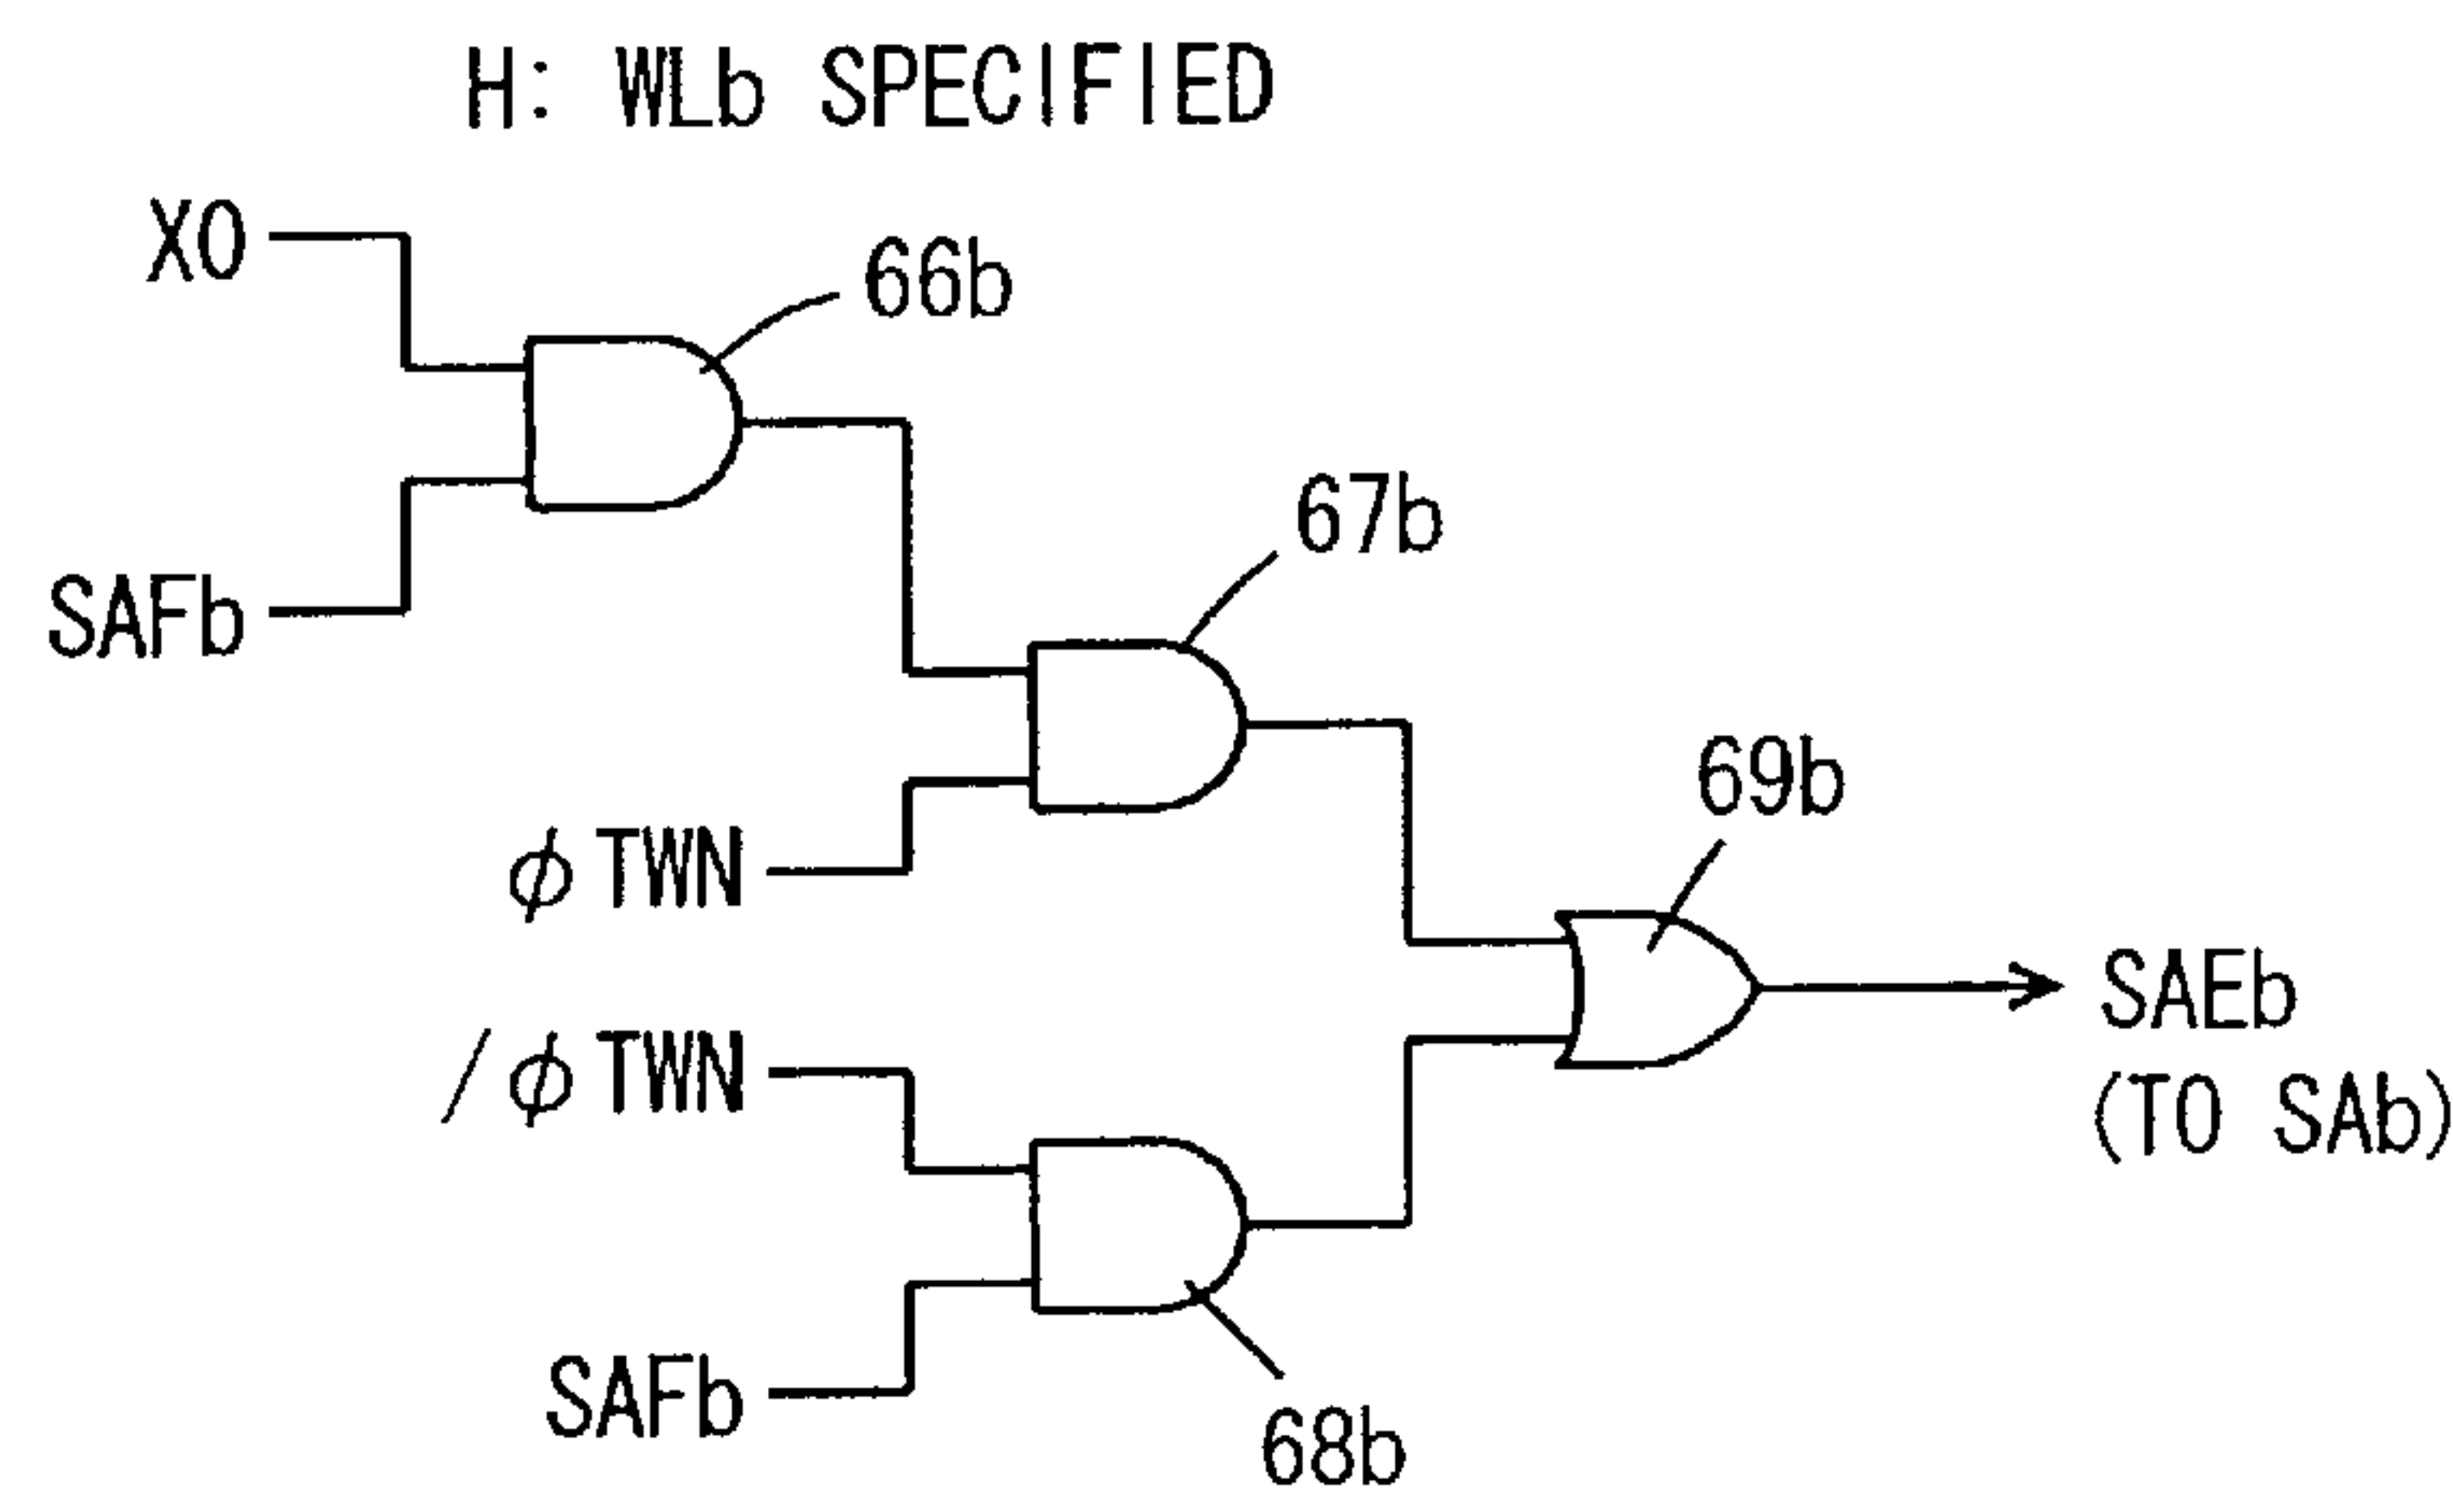 H: WLb SPECIFIED
X0
66b
SAFb
67b
φTWN
69b
/φTWN
SAEb
(TO SAb)
SAFb
68b